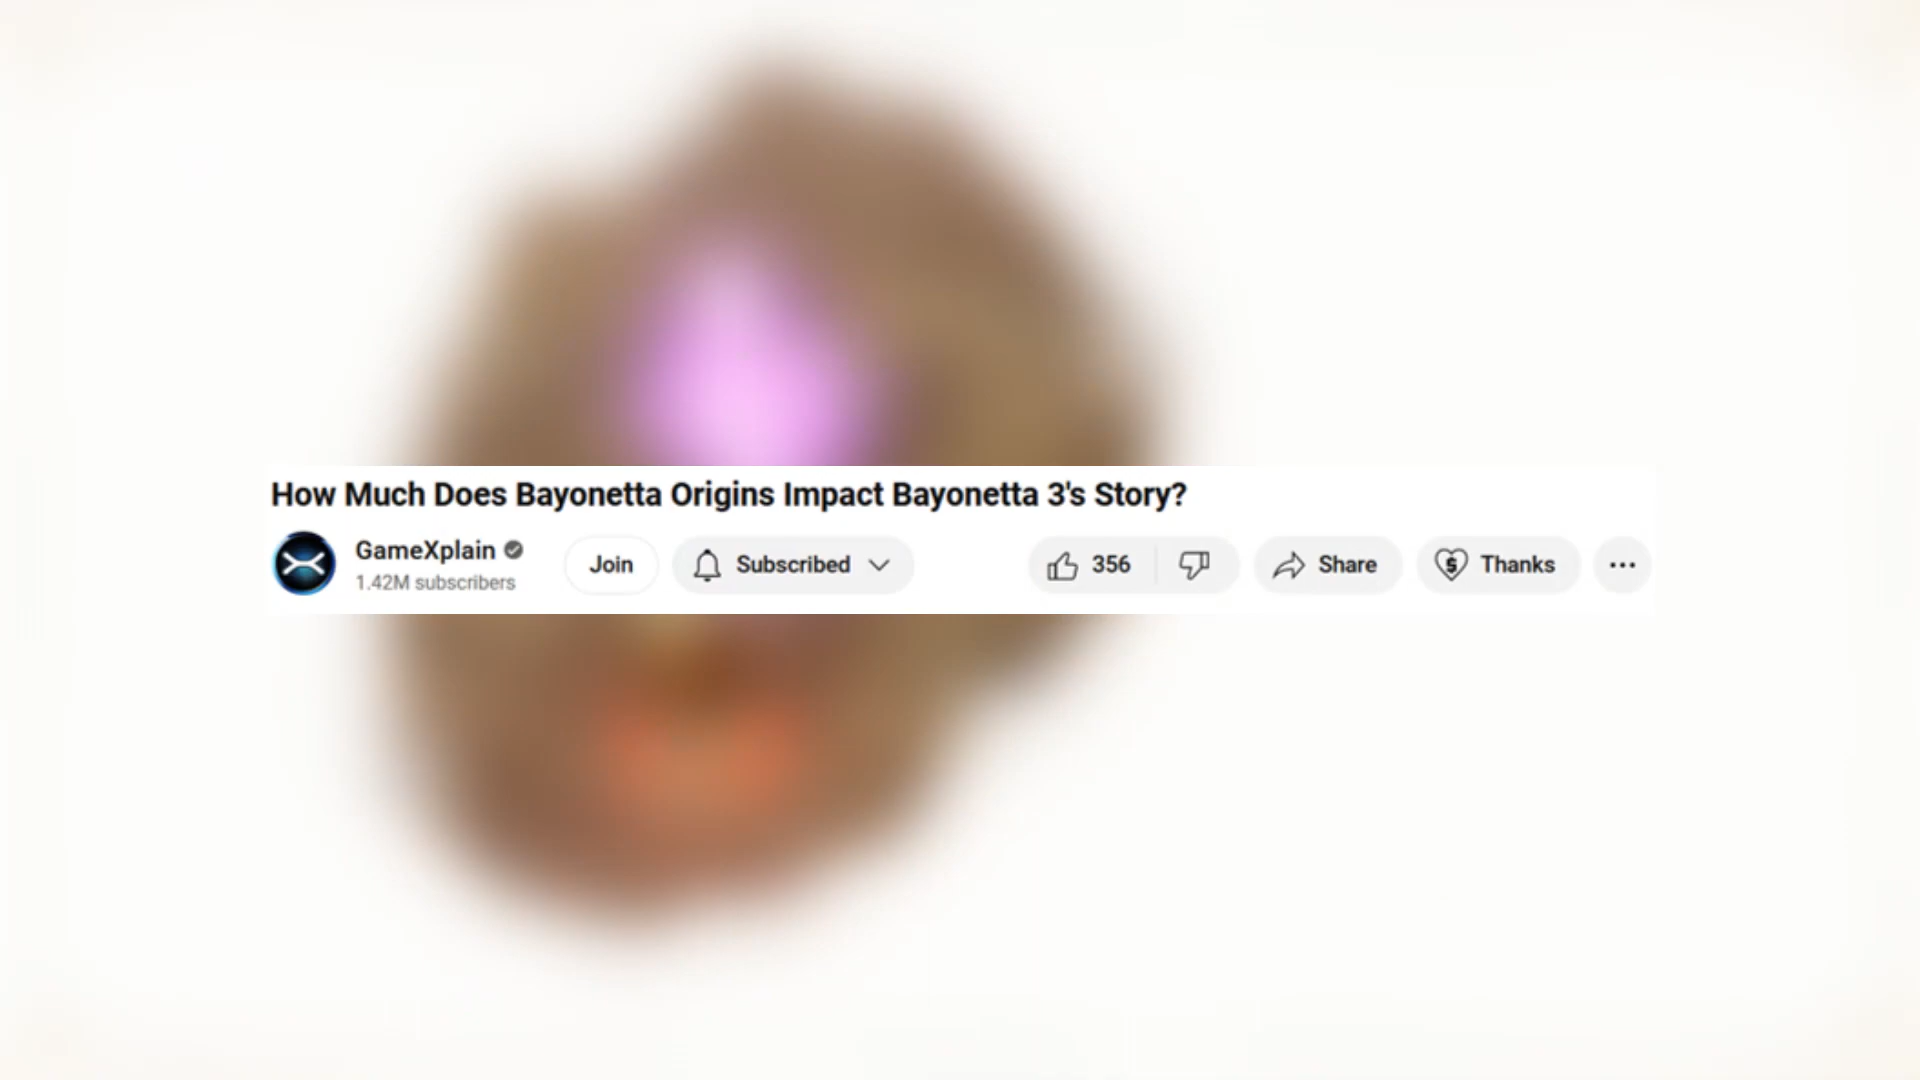 How Much Does Bayonetta Origins Impact Bayonetta 3's Story?
GameXplain
1.42M subscribers
Join
Subscribed
356
Share
Thanks